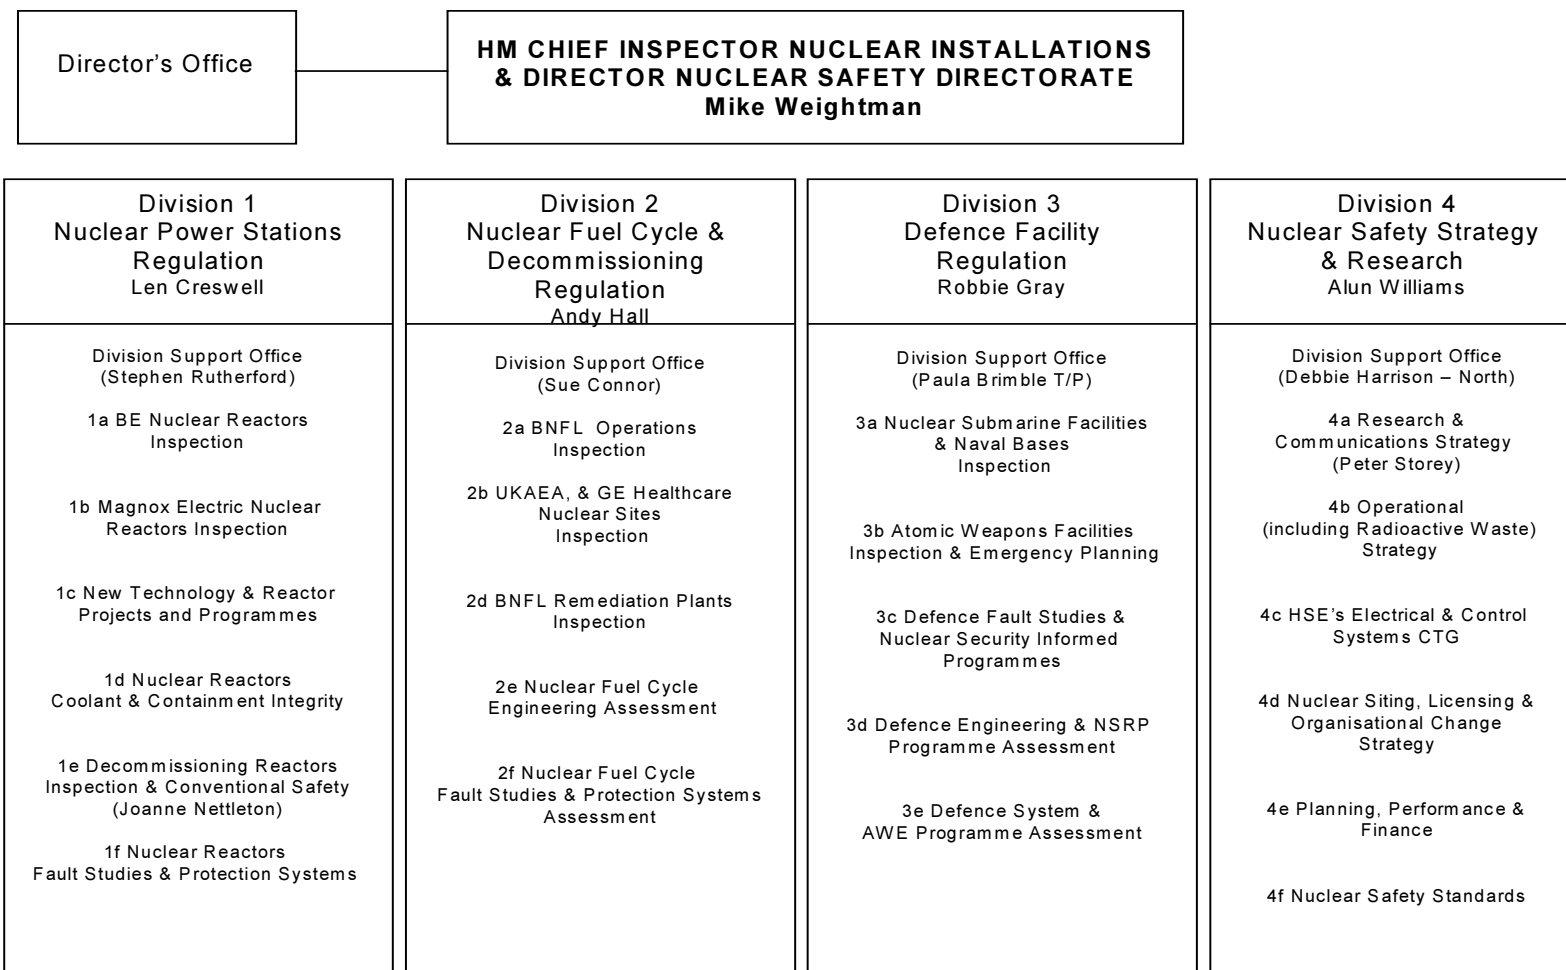 Director's Office
HM CHIEF INSPECTOR NUCLEAR INSTALLATIONS
& DIRECTOR NUCLEAR SAFETY DIRECTORATE
Mike Weightman
Division 1
Nuclear Power Stations
Regulation
Len Creswell
Division Support Office
(Stephen Rutherford)
1a BE Nuclear Reactors
Inspection
1b Magnox Electric Nuclear
Reactors Inspection
1c New Technology & Reactor
Projects and Programmes
1d Nuclear Reactors
Coolant & Containment Integrity
1e Decommissioning Reactors
Inspection & Conventional Safety
(Joanne Nettleton)
1f Nuclear Reactors
Fault Studies & Protection Systems
Division 2
Nuclear Fuel Cycle &
Decommissioning
Regulation
Andy Hall
Division Support Office
(Sue Connor)
2a BNFL Operations
Inspection
2b UKAEA, & GE Healthcare
Nuclear Sites
Inspection
2d BNFL Remediation Plants
Inspection
2e Nuclear Fuel Cycle
Engineering Assessment
2f Nuclear Fuel Cycle
Fault Studies & Protection Systems
Assessment
Division 3
Defence Facility
Regulation
Robbie Gray
Division Support Office
(Paula Brimble T/P)
3a Nuclear Submarine Facilities
& Naval Bases
Inspection
3b Atomic Weapons Facilities
Inspection & Emergency Planning
3c Defence Fault Studies &
Nuclear Security Informed
Programmes
3d Defence Engineering & NSRP
Programme Assessment
3e Defence System &
AWE Programme Assessment
Division 4
Nuclear Safety Strategy
& Research
Alun Williams
Division Support Office
(Debbie Harrison – North)
4a Research &
Communications Strategy
(Peter Storey)
4b Operational
(including Radioactive Waste)
Strategy
4c HSE's Electrical & Control
Systems CTG
4d Nuclear Siting, Licensing &
Organisational Change
Strategy
4e Planning, Performance &
Finance
4f Nuclear Safety Standards